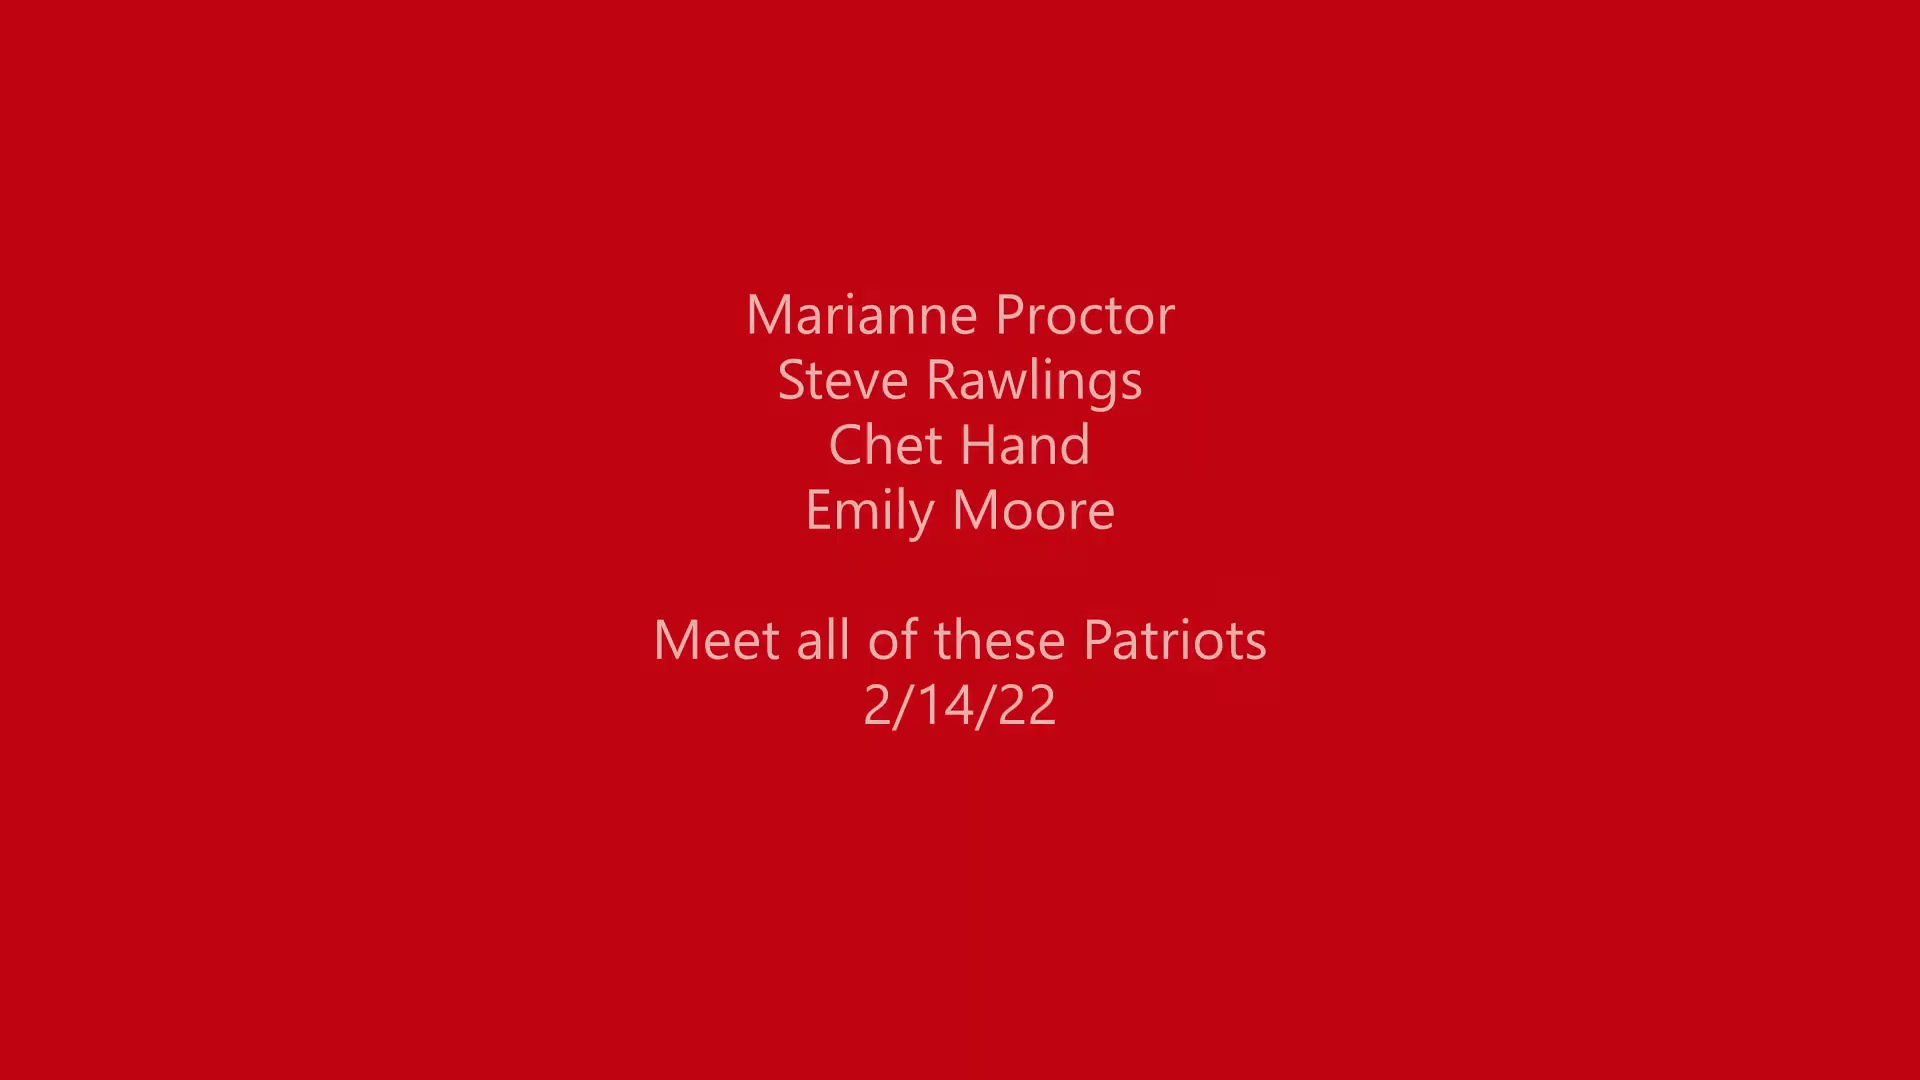 Marianne Proctor
Steve Rawlings
Chet Hand
Emily Moore
Meet all of these Patriots
2/14/22